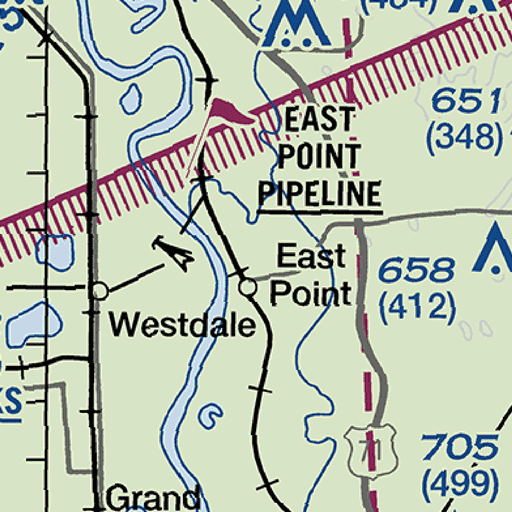 651
(348)
EAST
POINT
PIPELINE
658
(412)
East
Point
Westdale
71
705
(499)
Grand